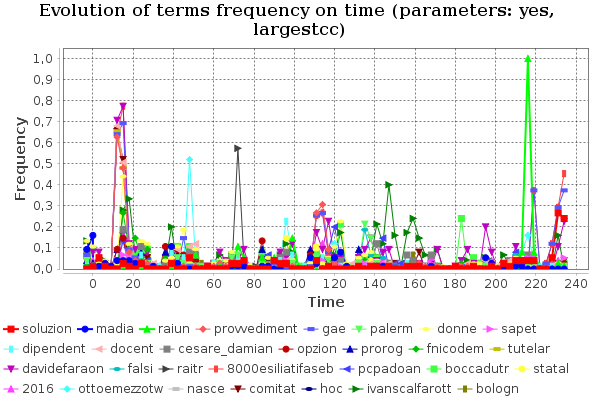 Evolution of terms frequency on time (parameters: yes,
largestcc)
Frequency
1,0
0,9
0,8
0,7
0,6
0,5
0,4
0,3
0,2
0,1
0,0
0 20 40 60 80 100 120 140 160 180 200 220 240
Time
soluzion madia raiun provvediment gae palerm donne sapet
dipendent docent cesare_damian opzion prorog fnicodem tutelar
davidefaraon falsi raitr 8000esiliatifaseb pcpadoan boccadutr statal
2016 ottoemezzotw nasce comitat hoc ivanscalfarott bologn